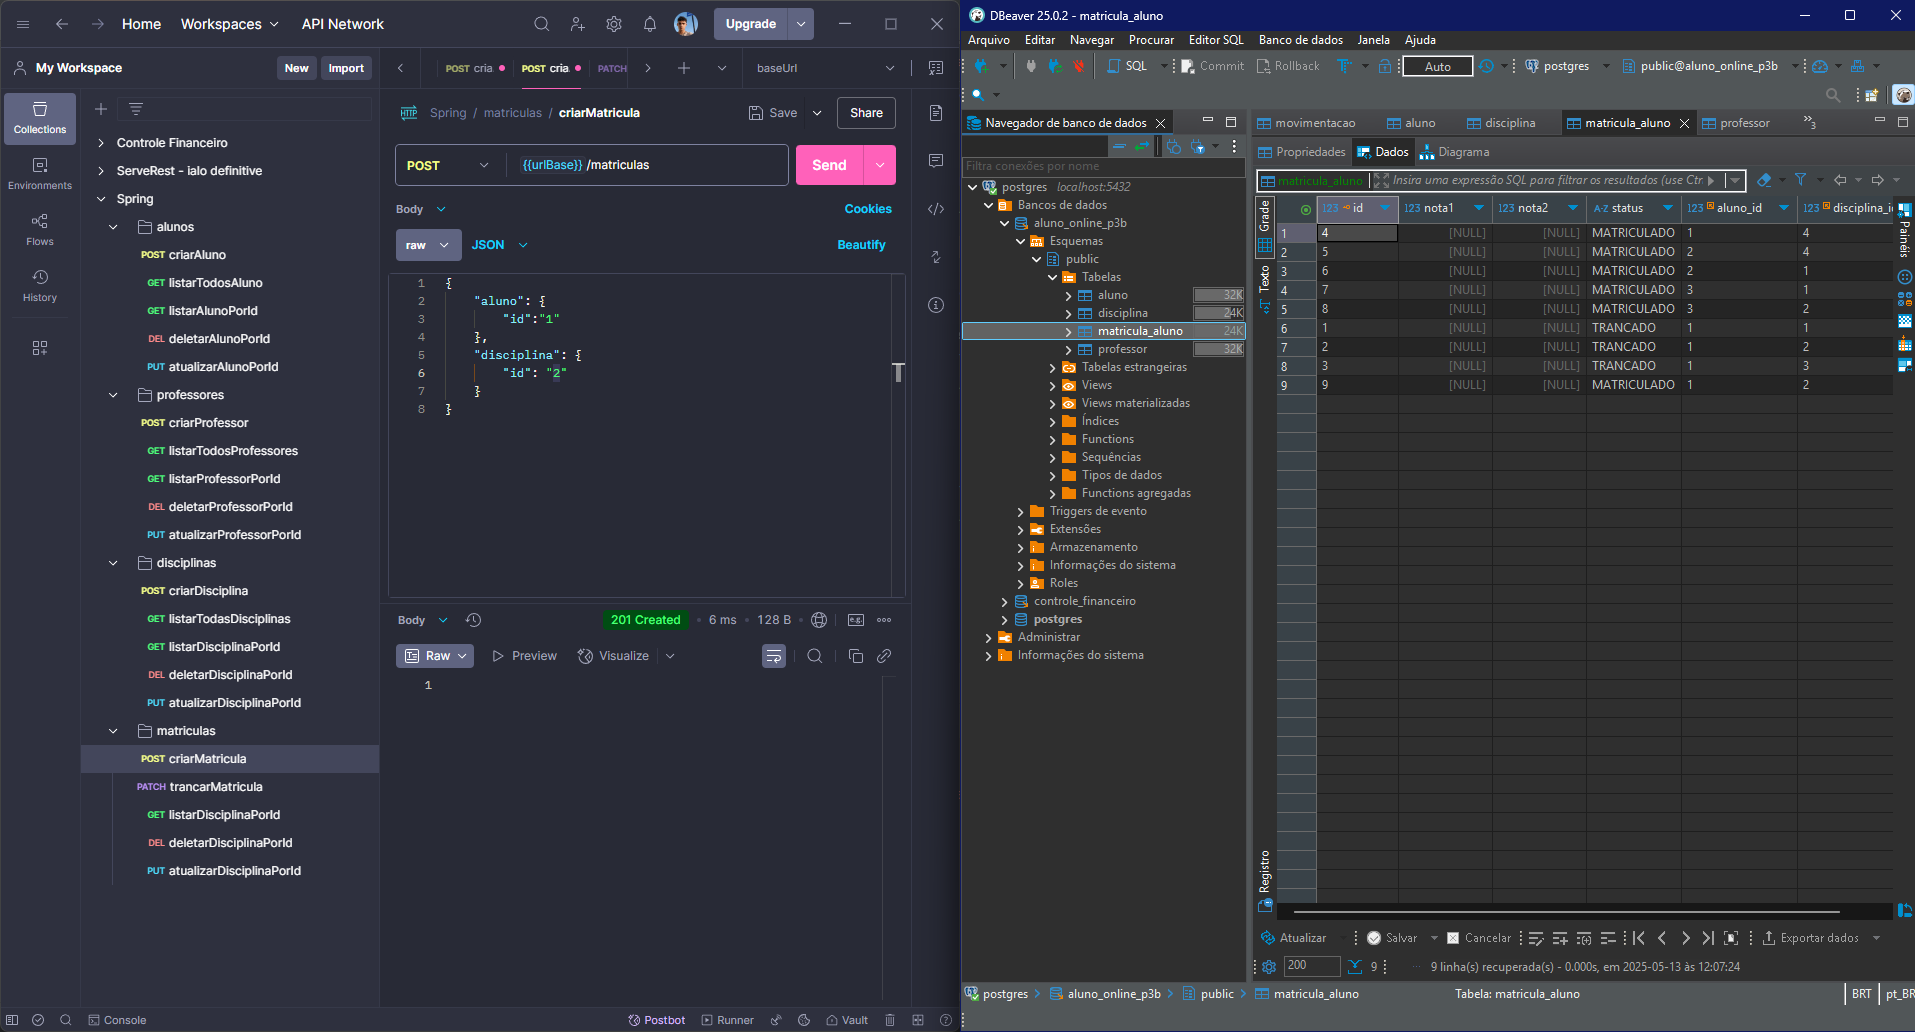 Home
Workspaces
API Network
Upgrade
My Workspace
New
Import
POST cria
POST cria.
PATCH
baseUrl
Collections
Environments
Flows
History
Controle Financeiro
ServeRest - ialo definitive
Spring
alunos
POST criarAluno
GET listarTodosAluno
GET listarAlunoPorId
DEL deletarAlunoPorId
PUT atualizarAlunoPorId
professores
POST criarProfessor
GET listarTodosProfessores
GET listarProfessorPorId
DEL deletarProfessorPorId
PUT atualizarProfessorPorId
disciplinas
POST criarDisciplina
GET listarTodasDisciplinas
GET listarDisciplinaPorId
DEL deletarDisciplinaPorId
PUT atualizarDisciplinaPorId
matriculas
POST criarMatricula
PATCH trancarMatricula
GET listarDisciplinaPorId
DEL deletarDisciplinaPorId
PUT atualizarDisciplinaPorId
HTTP Spring / matriculas / criarMatricula
Save
Share
POST {{urlBase}} /matriculas
Send
Body
Cookies
raw
JSON
Beautify
1 {
2 "aluno": {
3 "id":"1"
4 },
5 "disciplina": {
6 "id": "2"
7 }
8 }
Body
201 Created • 6 ms • 128 B
e.g.
Raw
Preview
Visualize
1
Console
Postbot
Runner
Vault
DBeaver 25.0.2 - matricula_aluno
Arquivo Editar Navegar Procurar Editor SQL Banco de dados Janela Ajuda
SQL
Commit
Rollback
Auto
postgres
public@aluno_online_p3b
Navegador de banco de dados
Filtra conexões por nome
postgres localhost:5432
Bancos de dados
aluno_online_p3b
Esquemas
public
Tabelas
aluno 32K
disciplina 24K
matricula_aluno 24K
professor 32K
Tabelas estrangeiras
Views
Views materializadas
Índices
Functions
Sequências
Tipos de dados
Functions agregadas
Triggers de evento
Extensões
Armazenamento
Informações do sistema
Roles
controle_financeiro
postgres
Administrar
Informações do sistema
movimentacao
aluno
disciplina
matricula_aluno
professor
3
Propriedades
Dados
Diagrama
matricula_aluno
Insira uma expressão SQL para filtrar os resultados (use Ctr
Grade
Texto
Registro
Painéis
123 id 123 nota1 123 nota2 A-Z status 123 aluno_id 123 disciplina_i
1 4 [NULL] [NULL] MATRICULADO 1 4
2 5 [NULL] [NULL] MATRICULADO 2 4
3 6 [NULL] [NULL] MATRICULADO 2 1
4 7 [NULL] [NULL] MATRICULADO 3 1
5 8 [NULL] [NULL] MATRICULADO 3 2
6 1 [NULL] [NULL] TRANCADO 1 1
7 2 [NULL] [NULL] TRANCADO 1 2
8 3 [NULL] [NULL] TRANCADO 1 3
9 9 [NULL] [NULL] MATRICULADO 1 2
Atualizar
Salvar
Cancelar
Exportar dados
200
9
9 linha(s) recuperada(s) - 0.000s, em 2025-05-13 às 12:07:24
postgres
aluno_online_p3b
public
matricula_aluno
Tabela: matricula_aluno
BRT
pt_BR